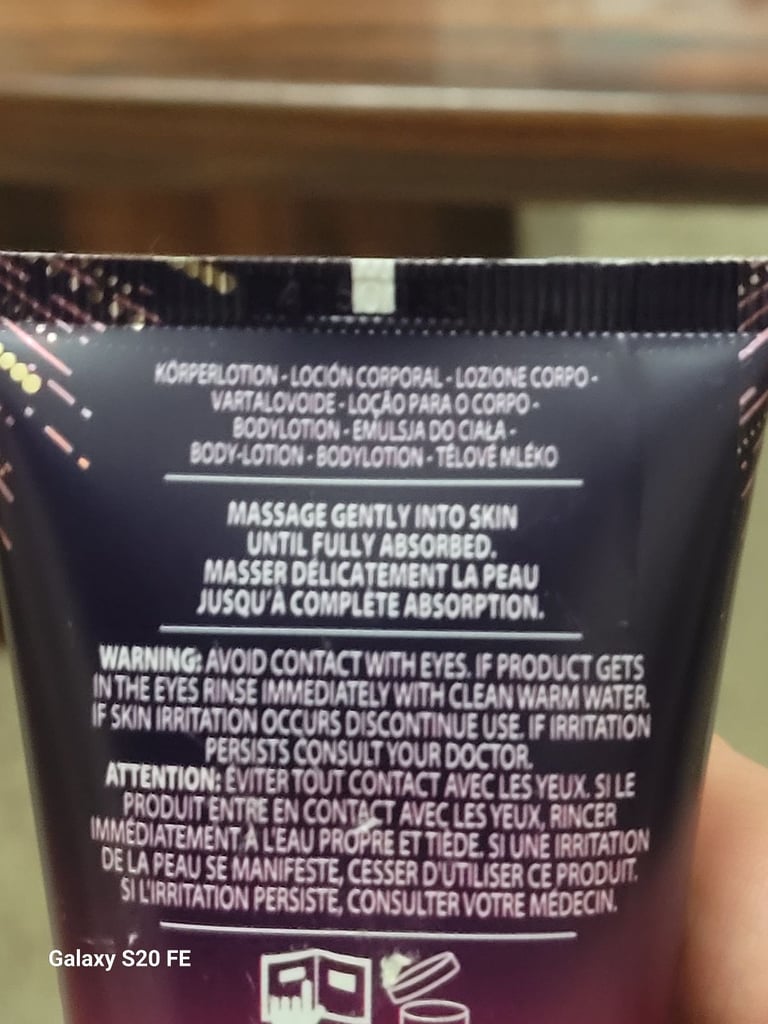 KÖRPERLOTION - LOCIÓN CORPORAL - LOZIONE CORPO -
VARTALOVOIDE - LOÇÃO PARA O CORPO -
BODYLOTION - EMULSJA DO CIAŁA -
BODY-LOTION - BODYLOTION - TĚLOVÉ MLÉKO
MASSAGE GENTLY INTO SKIN
UNTIL FULLY ABSORBED.
MASSER DÉLICATEMENT LA PEAU
JUSQU'À COMPLÈTE ABSORPTION.
WARNING: AVOID CONTACT WITH EYES. IF PRODUCT GETS
IN THE EYES RINSE IMMEDIATELY WITH CLEAN WARM WATER.
IF SKIN IRRITATION OCCURS DISCONTINUE USE. IF IRRITATION
PERSISTS CONSULT YOUR DOCTOR.
ATTENTION: ÉVITER TOUT CONTACT AVEC LES YEUX. SI LE
PRODUIT ENTRE EN CONTACT AVEC LES YEUX, RINCER
IMMÉDIATEMENT À L'EAU PROPRE ET TIÈDE. SI UNE IRRITATION
DE LA PEAU SE MANIFESTE, CESSER D'UTILISER CE PRODUIT.
SI L'IRRITATION PERSISTE, CONSULTER VOTRE MÉDECIN.
Galaxy S20 FE